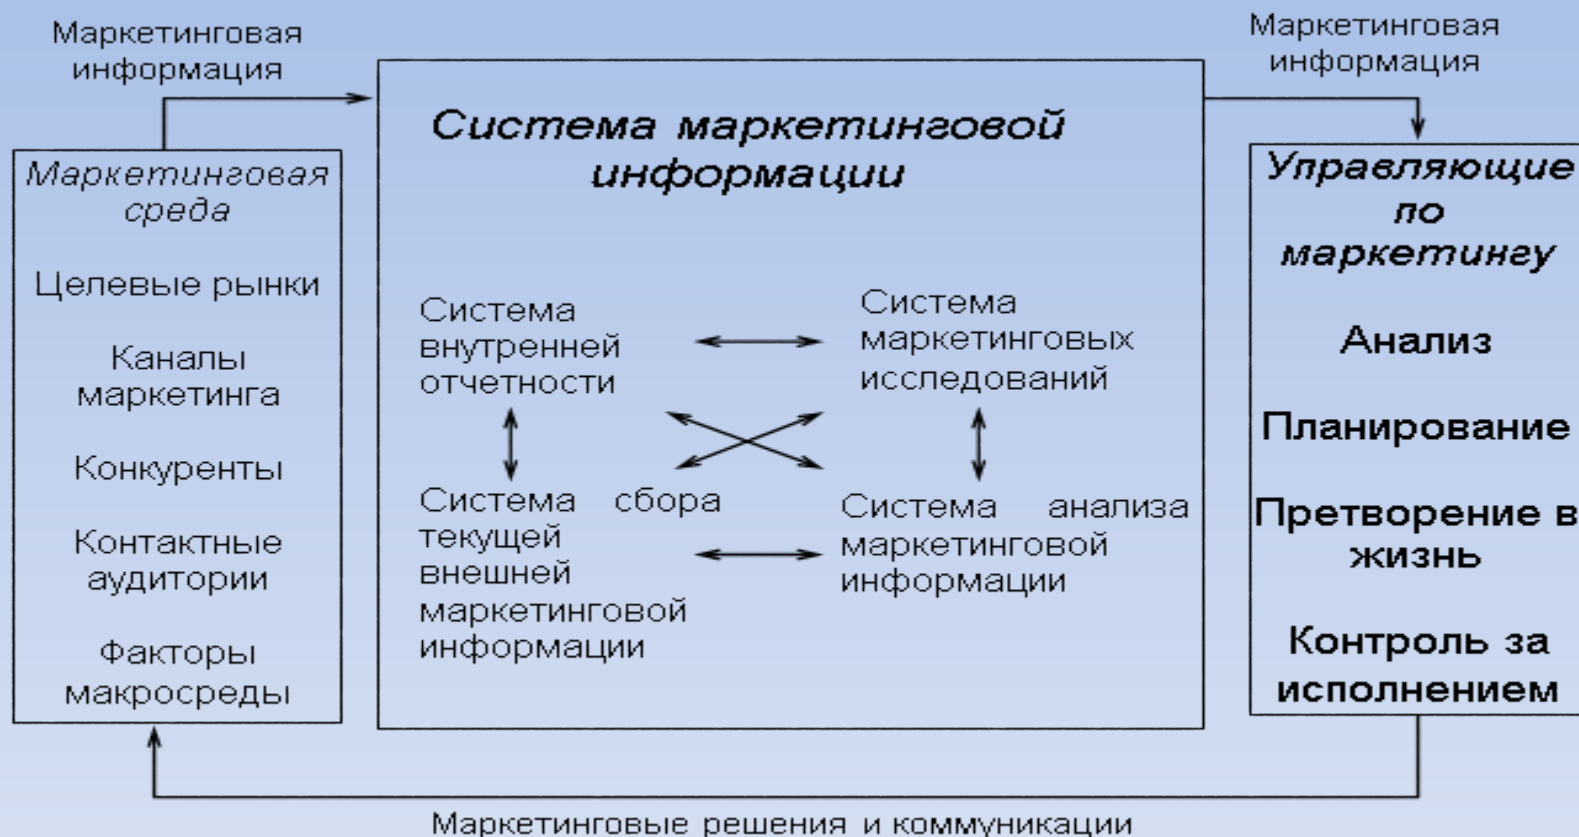 Маркетинговая
информация
Маркетинговая
информация
Маркетинговая
среда
Целевые рынки
Каналы
маркетинга
Конкуренты
Контактные
аудитории
Факторы
макросреды
Система маркетинговой
информации
Система
внутренней
отчетности
Система
маркетинговых
исследований
Система сбора
текущей
внешней
маркетинговой
информации
Система анализа
маркетинговой
информации
Управляющие
по
маркетингу
Анализ
Планирование
Претворение в
жизнь
Контроль за
исполнением
Маркетинговые решения и коммуникации